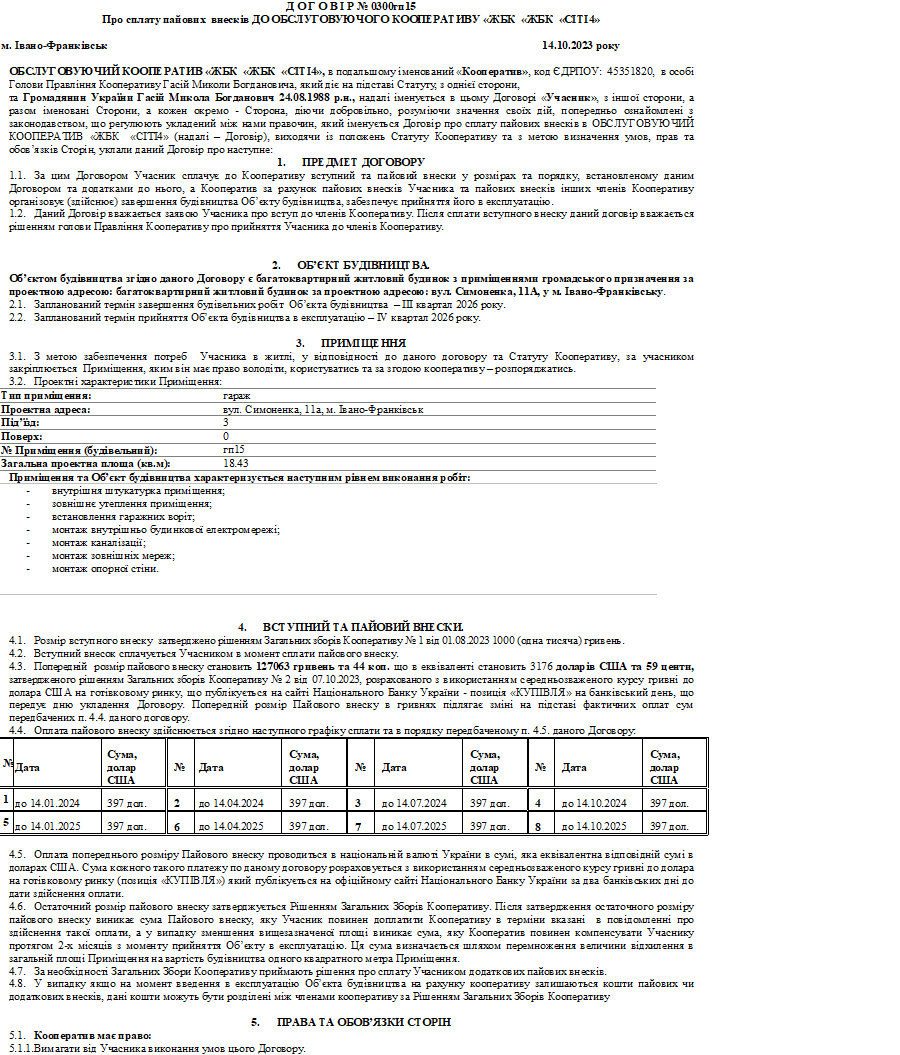 Д О Г О В І Р № 0300гп15
Про сплату пайових внесків ДО ОБСЛУГОВУЮЧОГО КООПЕРАТИВУ «ЖБК «ЖБК «СІТІ 4»
м. Івано-Франківськ 14.10.2023 року
ОБСЛУГОВУЮЧИЙ КООПЕРАТИВ «ЖБК «ЖБК «СІТІ 4», в подальшому іменований «Кооператив», код ЄДРПОУ: 45351820, в особі
Голови Правління Кооперативу Гасій Миколи Богдановича, який діє на підставі Статуту, з однієї сторони,
та Громадянин України Гасій Микола Богданович 24.08.1988 р.н., надалі іменується в цьому Договорі «Учасник», з іншої сторони, а
разом іменовані Сторони, а кожен окремо - Сторона, діючи добровільно, розуміючи значення своїх дій, попередньо ознайомлені з
законодавством, що регулюють укладений між нами правочин, який іменується Договір про сплату пайових внесків в ОБСЛУГОВУЮЧИЙ
КООПЕРАТИВ «ЖБК «СІТІ4» (надалі – Договір), виходячи із положень Статуту Кооперативу та з метою визначення умов, прав та
обов’язків Сторін, уклали даний Договір про наступне:
1. ПРЕДМЕТ ДОГОВОРУ
1.1. За цим Договором Учасник сплачує до Кооперативу вступний та пайовий внески у розмірах та порядку, встановленому даним
Договором та додатками до нього, а Кооператив за рахунок пайових внесків Учасника та пайових внесків інших членів Кооперативу
організовує (здійснює) завершення будівництва Об’єкту будівництва, забезпечує прийняття його в експлуатацію.
1.2. Даний Договір вважається заявою Учасника про вступ до членів Кооперативу. Після сплати вступного внеску даний договір вважається
рішенням голови Правління Кооперативу про прийняття Учасника до членів Кооперативу.
2. ОБ’ЄКТ БУДІВНИЦТВА.
Об’єктом будівництва згідно даного Договору є багатоквартирний житловий будинок з приміщеннями громадського призначення за
проектною адресою: багатоквартирний житловий будинок за проектною адресою: вул. Симоненка, 11А, у м. Івано-Франківську.
2.1. Запланований термін завершення будівельних робіт Об’єкта будівництва – III квартал 2026 року.
2.2. Запланований термін прийняття Об’єкта будівництва в експлуатацію – IV квартал 2026 року.
3. ПРИМІЩЕННЯ
3.1. З метою забезпечення потреб Учасника в житлі, у відповідності до даного договору та Статуту Кооперативу, за учасником
закріплюється Приміщення, яким він має право володіти, користуватись та за згодою кооперативу – розпоряджатись.
3.2. Проектні характеристики Приміщення:
Тип приміщення: гараж
Проектна адреса: вул. Симоненка, 11а, м. Івано-Франківськ
Під’їзд: 3
Поверх: 0
№ Приміщення (будівельний): гп15
Загальна проектна площа (кв.м): 18.43
Приміщення та Об’єкт будівництва характеризується наступним рівнем виконання робіт:
- внутрішня штукатурка приміщення;
- зовнішнє утеплення приміщення;
- встановлення гаражних воріт;
- монтаж внутрішньо будинкової електромережі;
- монтаж каналізації;
- монтаж зовнішніх мереж;
- монтаж опорної стіни.
4. ВСТУПНИЙ ТА ПАЙОВИЙ ВНЕСКИ.
4.1. Розмір вступного внеску затверджено рішенням Загальних зборів Кооперативу № 1 від 01.08.2023 1000 (одна тисяча) гривень.
4.2. Вступний внесок сплачується Учасником в момент сплати пайового внеску.
4.3. Попередній розмір пайового внеску становить 127063 гривень та 44 коп. що в еквіваленті становить 3176 доларів США та 59 центи,
затвердженого рішенням Загальних зборів Кооперативу № 2 від 07.10.2023, розрахованого з використанням середньозваженого курсу гривні до
долара США на готівковому ринку, що публікується на сайті Національного Банку України - позиція «КУПІВЛЯ» на банківський день, що
передує дню укладення Договору. Попередній розмір Пайового внеску в гривнях підлягає зміні на підставі фактичних оплат сум
передбачених п. 4.4. даного договору.
4.4. Оплата пайового внеску здійснюється згідно наступного графіку сплати та в порядку передбаченому п. 4.5. даного Договору:
№ Дата Сума, долар США № Дата Сума, долар США № Дата Сума, долар США № Дата Сума, долар США
1 до 14.01.2024 397 дол. 2 до 14.04.2024 397 дол. 3 до 14.07.2024 397 дол. 4 до 14.10.2024 397 дол.
5 до 14.01.2025 397 дол. 6 до 14.04.2025 397 дол. 7 до 14.07.2025 397 дол. 8 до 14.10.2025 397 дол.
4.5. Оплата попереднього розміру Пайового внеску проводиться в національній валюті України в сумі, яка еквівалентна відповідній сумі в
доларах США. Сума кожного такого платежу по даному договору розраховується з використанням середньозваженого курсу гривні до долара
на готівковому ринку (позиція «КУПІВЛЯ») який публікується на офіційному сайті Національного Банку України за два банківських дні до
дати здійснення оплати.
4.6. Остаточний розмір пайового внеску затверджується Рішенням Загальних Зборів Кооперативу. Після затвердження остаточного розміру
пайового внеску виникає сума Пайового внеску, яку Учасник повинен доплатити Кооперативу в терміни вказані в повідомленні про
здійснення такої оплати, а у випадку зменшення вищезазначеної площі виникає сума, яку Кооператив повинен компенсувати Учаснику
протягом 2-х місяців з моменту прийняття Об’єкту в експлуатацію. Ця сума визначається шляхом перемноження величини відхилення в
загальній площі Приміщення на вартість будівництва одного квадратного метра Приміщення.
4.7. За необхідності Загальних Збори Кооперативу приймають рішення про сплату Учасником додаткових пайових внесків.
4.8. У випадку якщо на момент введення в експлуатацію Об’єкта будівництва на рахунку кооперативу залишаються кошти пайових чи
додаткових внесків, дані кошти можуть бути розділені між членами кооперативу за Рішенням Загальних Зборів Кооперативу
5. ПРАВА ТА ОБОВ’ЯЗКИ СТОРІН
5.1. Кооператив має право:
5.1.1.Вимагати від Учасника виконання умов цього Договору.